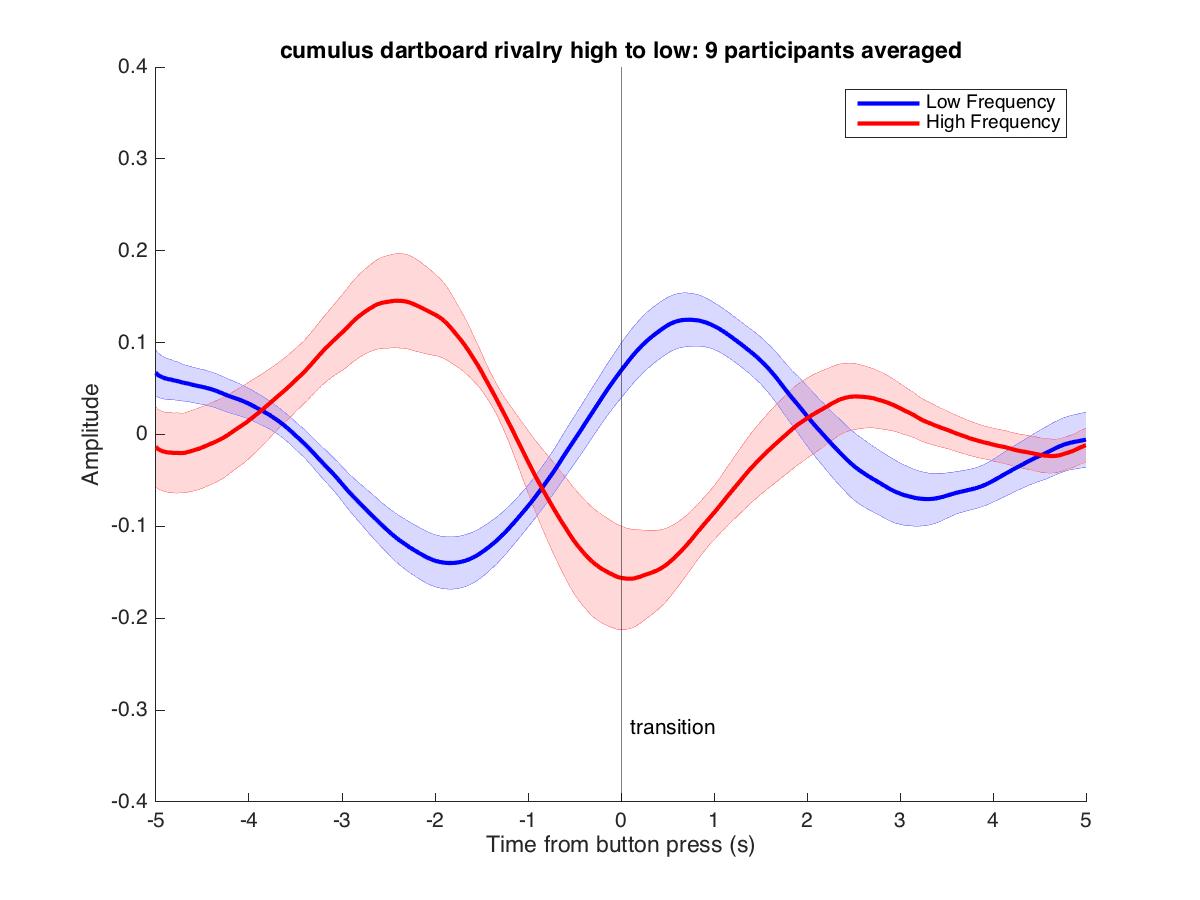 cumulus dartboard rivalry high to low: 9 participants averaged
0.4
0.3
0.2
0.1
0
-0.1
-0.2
-0.3
-0.4
Amplitude
Low Frequency
High Frequency
transition
-5 -4 -3 -2 -1 0 1 2 3 4 5
Time from button press (s)